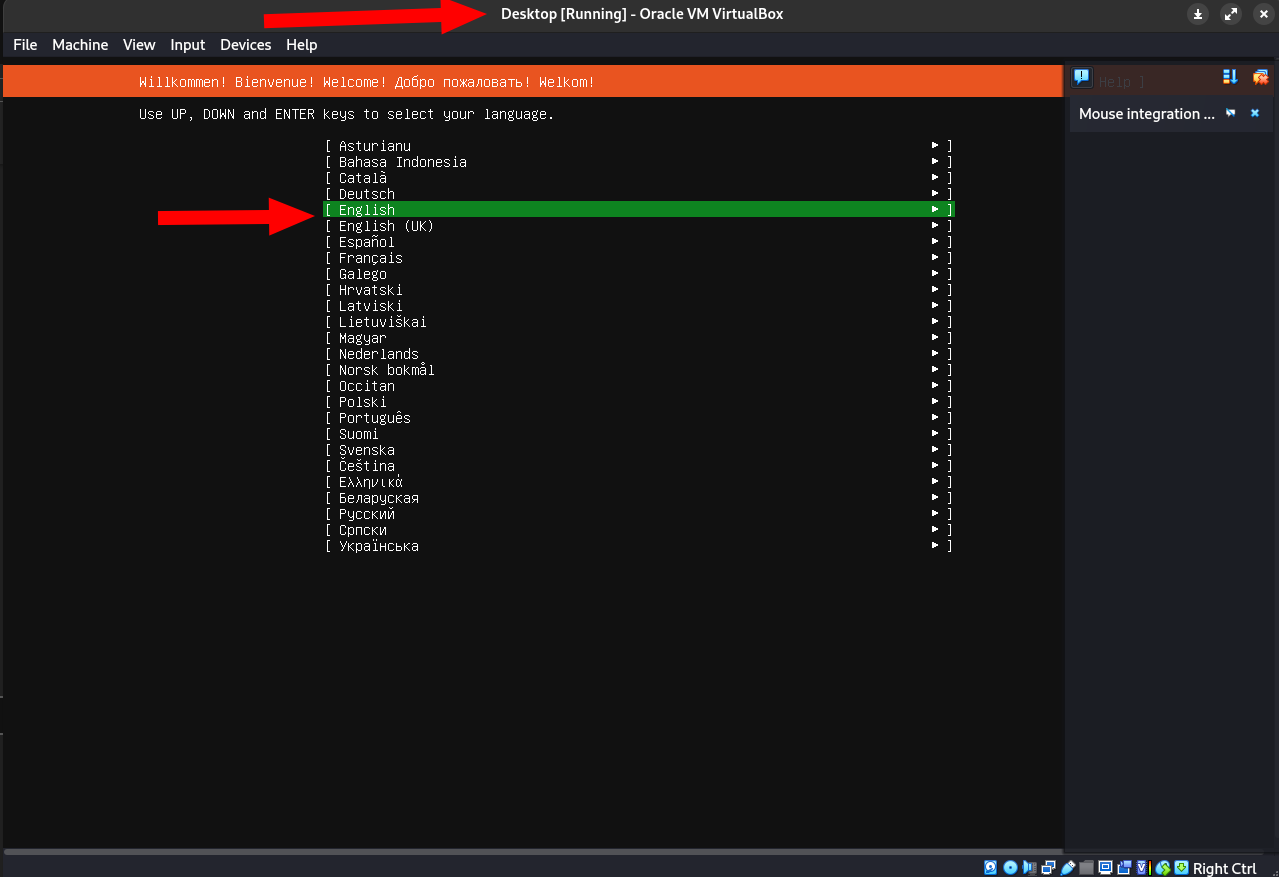 Desktop [Running] - Oracle VM VirtualBox
File Machine View Input Devices Help
Willkommen! Bienvenue! Welcome! Добро пожаловать! Welkom!
Help ]
Use UP, DOWN and ENTER keys to select your language.
Mouse integration ...
[ Asturianu ► ]
[ Bahasa Indonesia ► ]
[ Català ► ]
[ Deutsch ► ]
[ English ► ]
[ English (UK) ► ]
[ Español ► ]
[ Français ► ]
[ Galego ► ]
[ Hrvatski ► ]
[ Latviski ► ]
[ Lietuviškai ► ]
[ Magyar ► ]
[ Nederlands ► ]
[ Norsk bokmål ► ]
[ Occitan ► ]
[ Polski ► ]
[ Português ► ]
[ Suomi ► ]
[ Svenska ► ]
[ Čeština ► ]
[ Ελληνικά ► ]
[ Беларуская ► ]
[ Русский ► ]
[ Српски ► ]
[ Українська ► ]
Right Ctrl